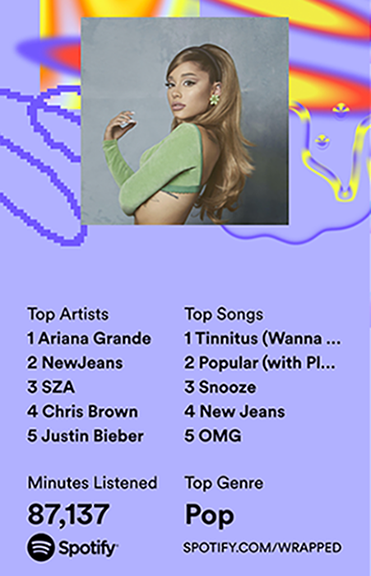 Top Artists
1 Ariana Grande
2 NewJeans
3 SZA
4 Chris Brown
5 Justin Bieber
Top Songs
1 Tinnitus (Wanna ...
2 Popular (with Pl...
3 Snooze
4 New Jeans
5 OMG
Minutes Listened
87,137
Top Genre
Pop
Spotify
SPOTIFY.COM/WRAPPED